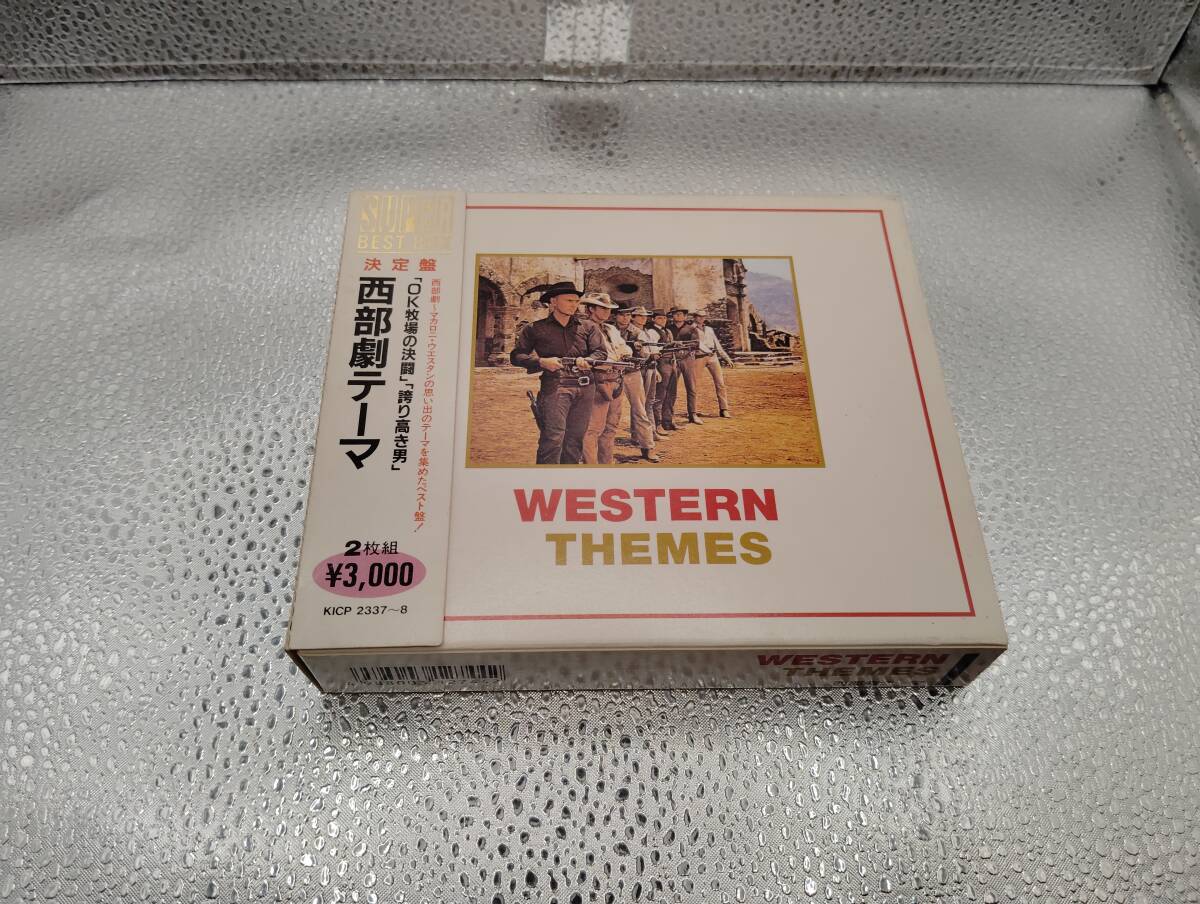 SUPER
BEST
決定盤
西部劇テーマ
「OK牧場の決闘」「誇り高き男」
西部劇〜マカロニ・ウエスタンの思い出のテーマを集めたベスト盤!
2枚組
¥3,000
KICP 2337〜8
WESTERN
THEMES
WESTERN
THEMES